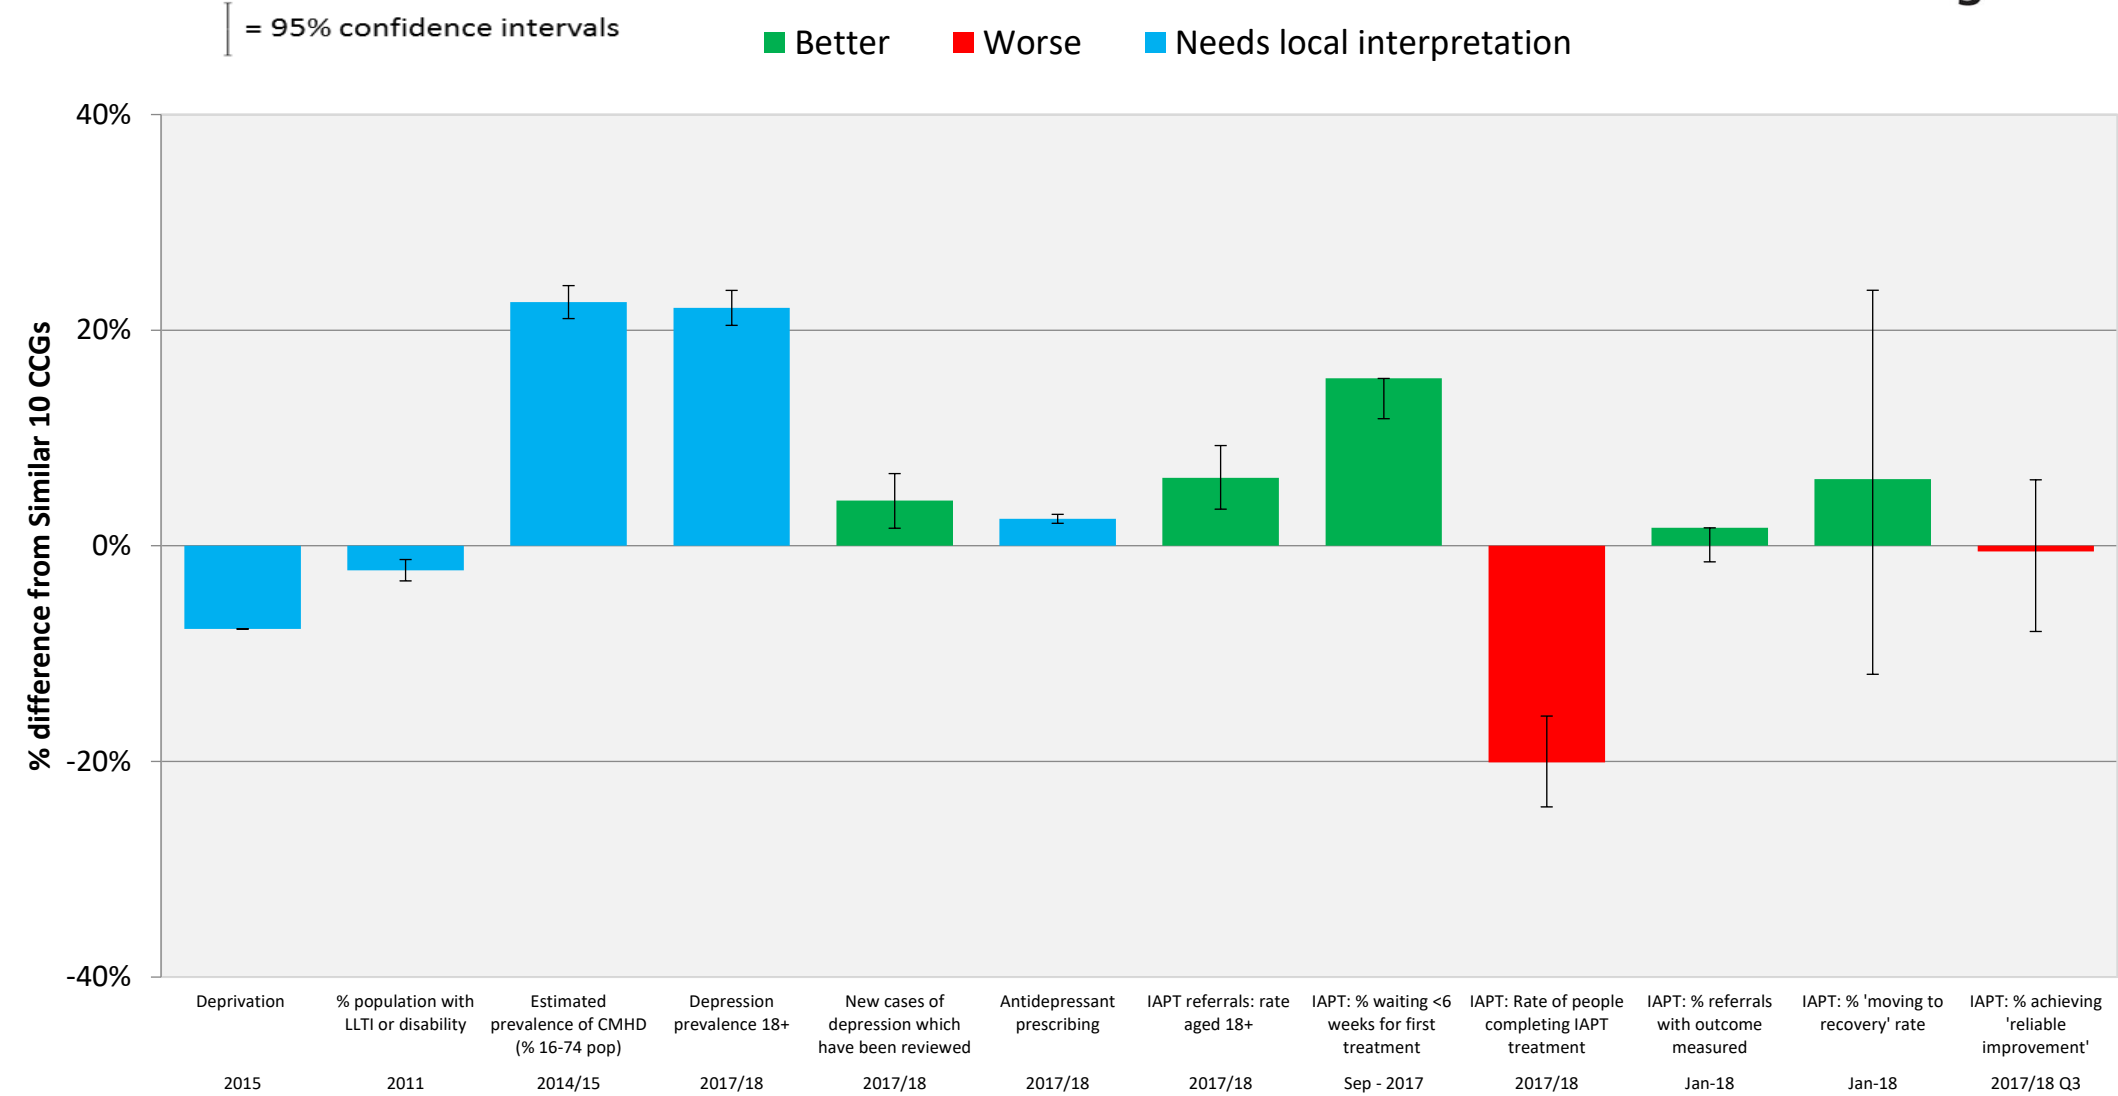 = 95% confidence intervals
Better
Worse
Needs local interpretation
% difference from Similar 10 CCGs
40%
20%
0%
-20%
-40%
Deprivation
2015
% population with
LLTI or disability
2011
Estimated
prevalence of CMHD
(% 16-74 pop)
2014/15
Depression
prevalence 18+
2017/18
New cases of
depression which
have been reviewed
2017/18
Antidepressant
prescribing
2017/18
IAPT referrals: rate
aged 18+
2017/18
IAPT: % waiting <6
weeks for first
treatment
Sep - 2017
IAPT: Rate of people
completing IAPT
treatment
2017/18
IAPT: % referrals
with outcome
measured
Jan-18
IAPT: % 'moving to
recovery' rate
Jan-18
IAPT: % achieving
'reliable
improvement'
2017/18 Q3